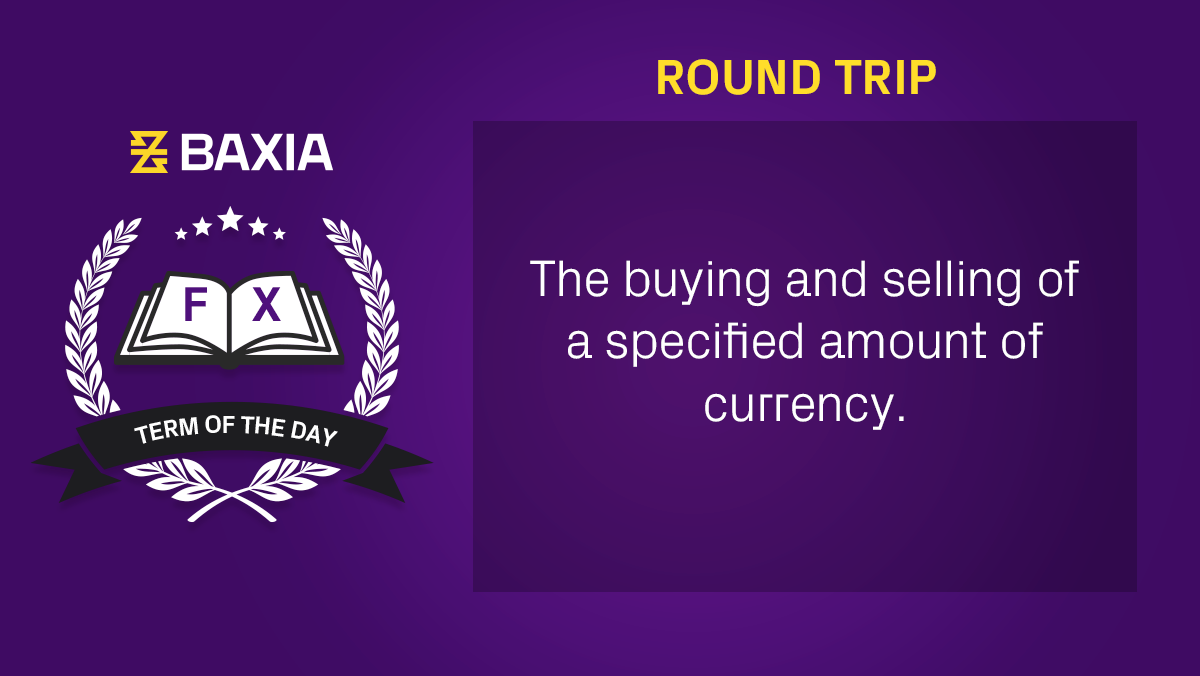 BAXIA
F X
TERM OF THE DAY
ROUND TRIP
The buying and selling of
a specified amount of
currency.